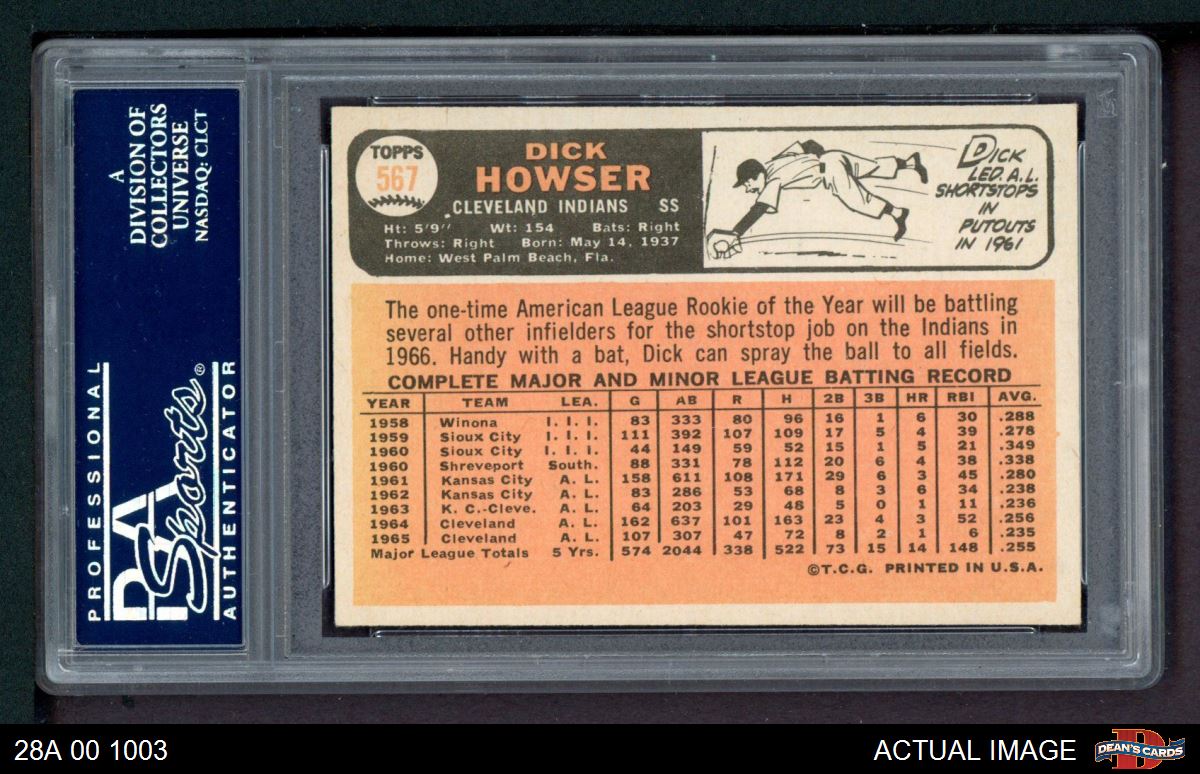 A
DIVISION OF
COLLECTORS
UNIVERSE
NASDAQ: CLCT
PROFESSIONAL
PSA
Sports®
AUTHENTICATOR
TOPPS
567
DICK
HOWSER
CLEVELAND INDIANS SS
Ht: 5'9" Wt: 154 Bats: Right
Throws: Right Born: May 14, 1937
Home: West Palm Beach, Fla.
DICK
LED A.L.
SHORTSTOPS
IN
PUTOUTS
IN 1961
The one-time American League Rookie of the Year will be battling
several other infielders for the shortstop job on the Indians in
1966. Handy with a bat, Dick can spray the ball to all fields.
COMPLETE MAJOR AND MINOR LEAGUE BATTING RECORD
YEAR TEAM LEA. G AB R H 2B 3B HR RBI AVG.
1958 Winona I. I. I. 83 333 80 96 16 1 6 30 .288
1959 Sioux City I. I. I. 111 392 107 109 17 5 4 39 .278
1960 Sioux City I. I. I. 44 149 59 52 15 1 5 21 .349
1960 Shreveport South. 88 331 78 112 20 6 4 38 .338
1961 Kansas City A. L. 158 611 108 171 29 6 3 45 .280
1962 Kansas City A. L. 83 286 53 68 8 3 6 34 .238
1963 K. C.-Cleve. A. L. 64 203 29 48 5 0 1 11 .236
1964 Cleveland A. L. 162 637 101 163 23 4 3 52 .256
1965 Cleveland A. L. 107 307 47 72 8 2 1 6 .235
Major League Totals 5 Yrs. 574 2044 338 522 73 15 14 148 .255
©T.C.G. PRINTED IN U.S.A.
28A 00 1003
ACTUAL IMAGE
DEAN'S CARDS